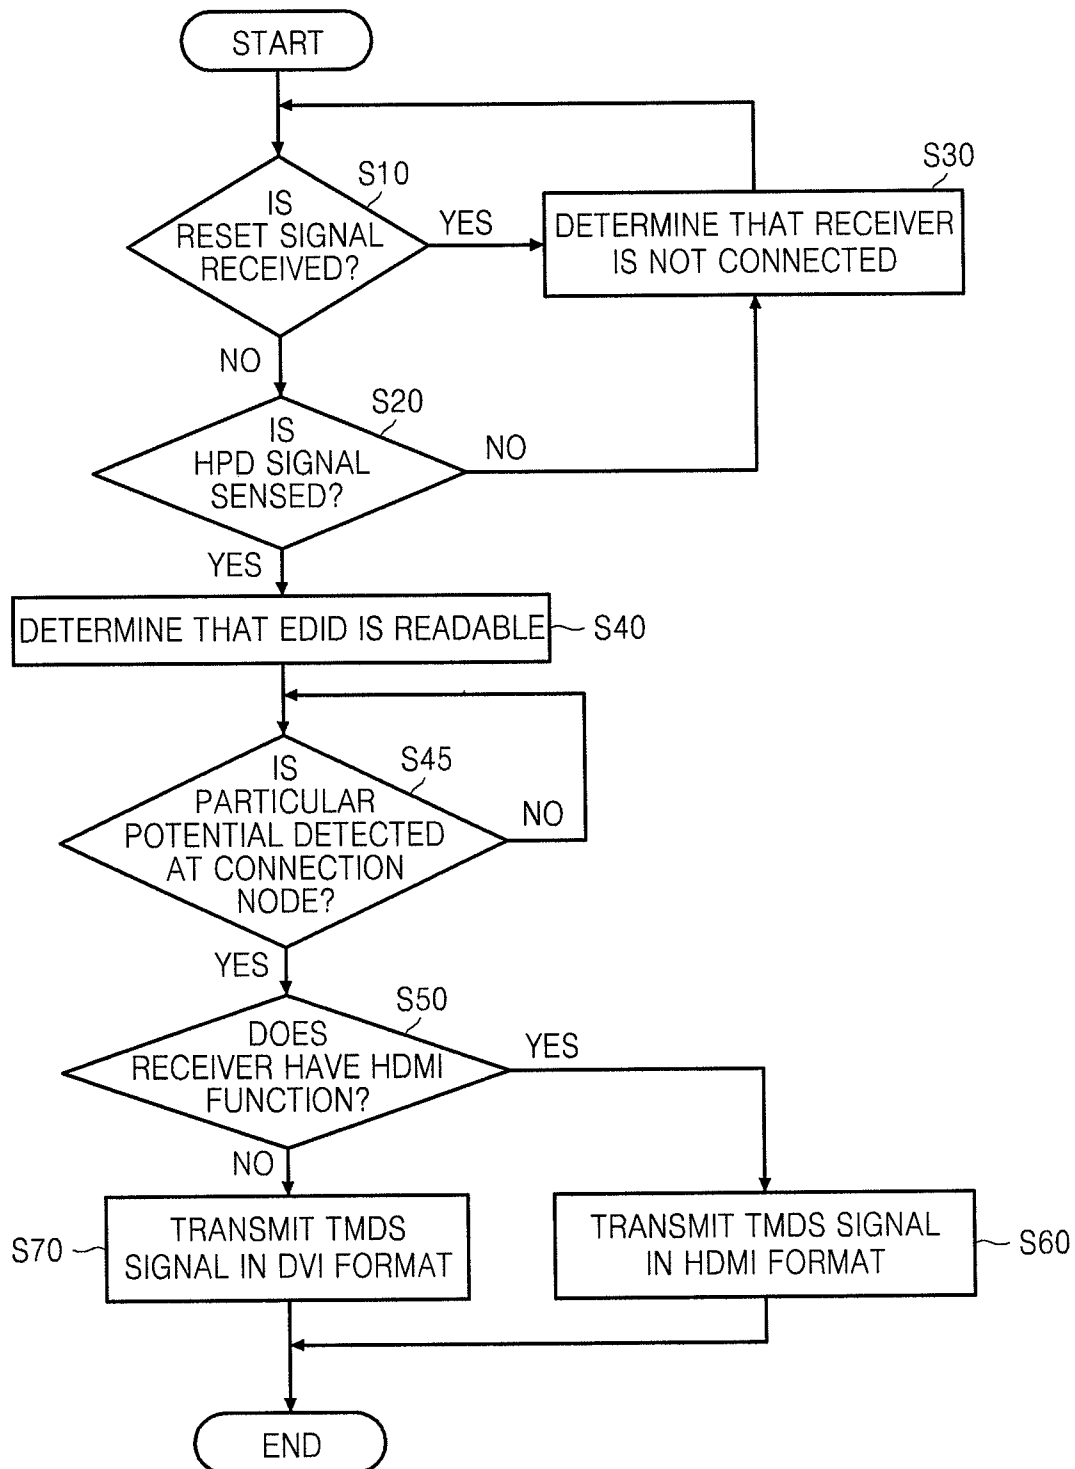 START
S10
IS
RESET SIGNAL
RECEIVED?
YES
S30
DETERMINE THAT RECEIVER
IS NOT CONNECTED
NO
S20
IS
HPD SIGNAL
SENSED?
NO
YES
DETERMINE THAT EDID IS READABLE
S40
S45
IS
PARTICULAR
POTENTIAL DETECTED
AT CONNECTION
NODE?
NO
YES
S50
DOES
RECEIVER HAVE HDMI
FUNCTION?
YES
NO
S70
TRANSMIT TMDS
SIGNAL IN DVI FORMAT
TRANSMIT TMDS SIGNAL
IN HDMI FORMAT
S60
END